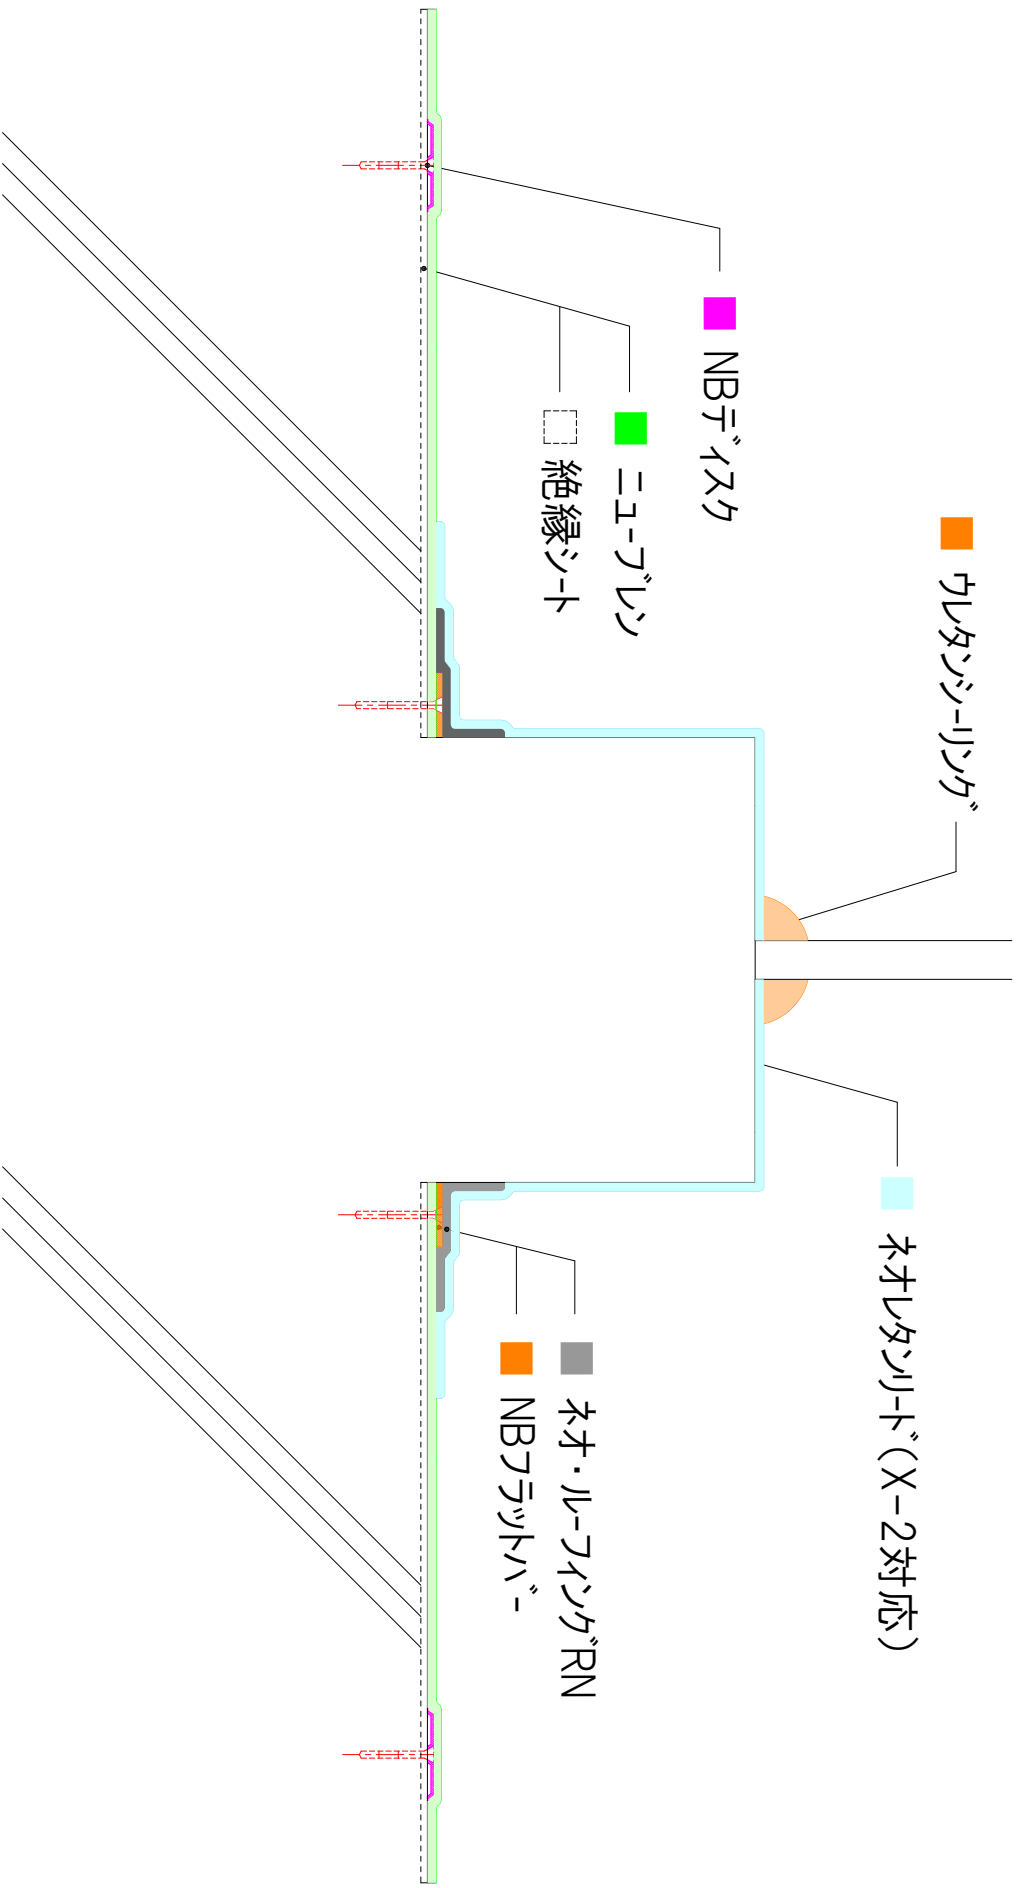 ウレタンシーリング
ネオレタンリード(X-2対応)
NBディスク
ニューブレン
絶縁シート
ネオ・ルーフィングRN
NBフラットバー